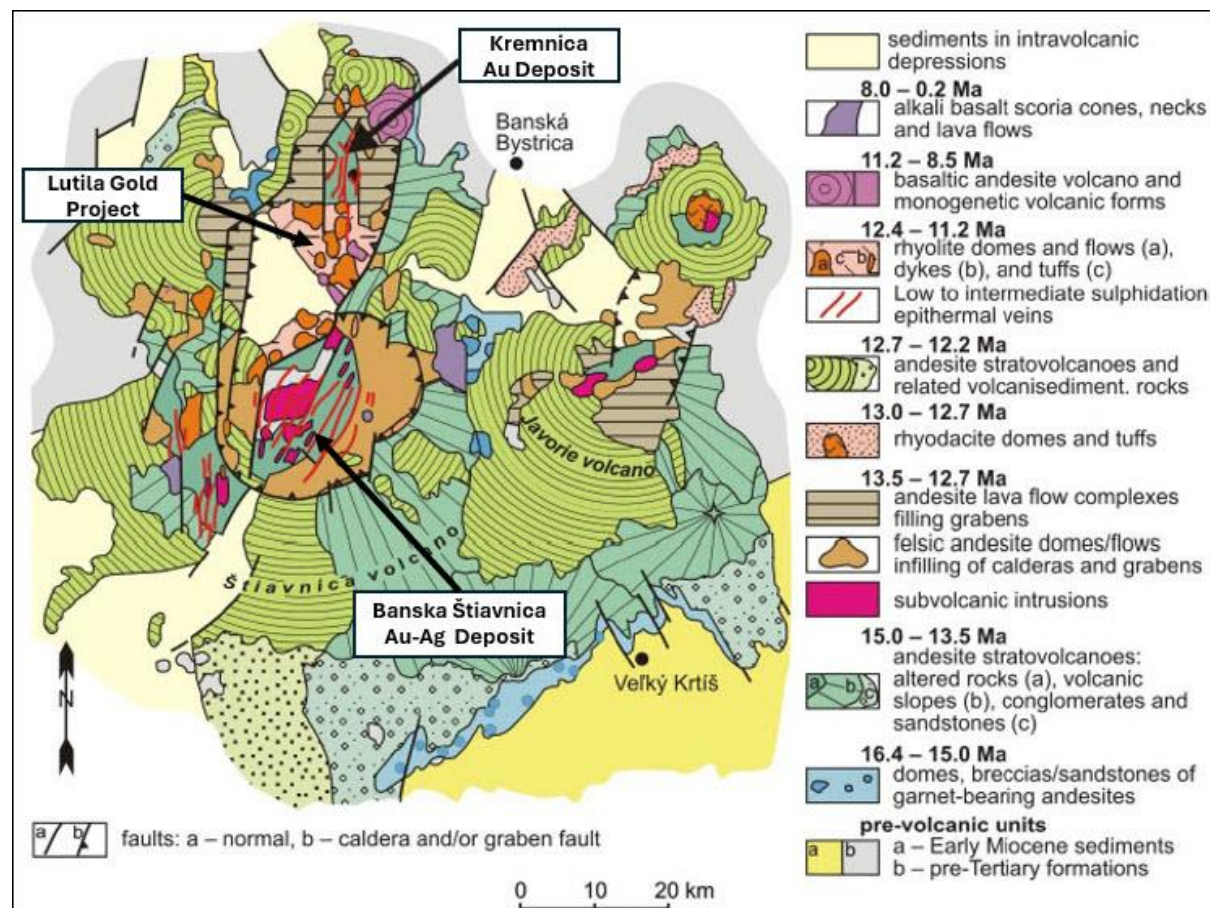 Kremnica
Au Deposit
Banská
Bystrica
Lutila Gold
Project
Javorie volcano
Štiavnica volcano
Banska Štiavnica
Au-Ag Deposit
Veľký Krtíš
N
a b
faults: a – normal, b – caldera and/or graben fault
0 10 20 km
sediments in intravolcanic
depressions
8.0 – 0.2 Ma
alkali basalt scoria cones, necks
and lava flows
11.2 – 8.5 Ma
basaltic andesite volcano and
monogenetic volcanic forms
12.4 – 11.2 Ma
a c b
rhyolite domes and flows (a),
dykes (b), and tuffs (c)
Low to intermediate sulphidation
epithermal veins
12.7 – 12.2 Ma
andesite stratovolcanoes and
related volcanisediment. rocks
13.0 – 12.7 Ma
rhyodacite domes and tuffs
13.5 – 12.7 Ma
andesite lava flow complexes
filling grabens
felsic andesite domes/flows
infilling of calderas and grabens
subvolcanic intrusions
15.0 – 13.5 Ma
andesite stratovolcanoes:
a b c
altered rocks (a), volcanic
slopes (b), conglomerates and
sandstones (c)
16.4 – 15.0 Ma
domes, breccias/sandstones of
garnet-bearing andesites
pre-volcanic units
a b
a – Early Miocene sediments
b – pre-Tertiary formations